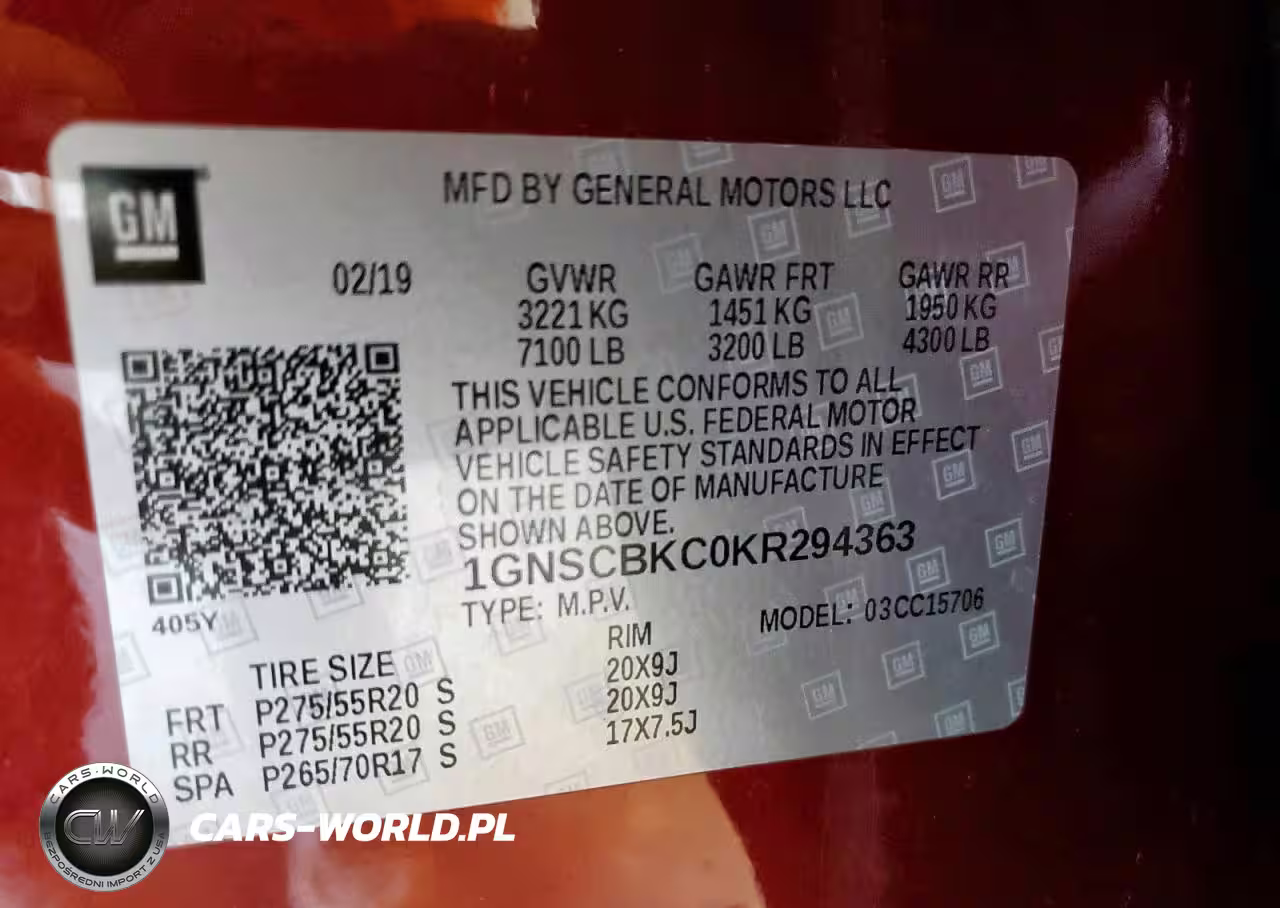 GM
MFD BY GENERAL MOTORS LLC
02/19 GVWR GAWR FRT GAWR RR
3221 KG 1451 KG 1950 KG
7100 LB 3200 LB 4300 LB
THIS VEHICLE CONFORMS TO ALL
APPLICABLE U.S. FEDERAL MOTOR
VEHICLE SAFETY STANDARDS IN EFFECT
ON THE DATE OF MANUFACTURE
SHOWN ABOVE.
1GNSCBKC0KR294363
405Y
TYPE: M.P.V. MODEL: 03CC15706
TIRE SIZE RIM
FRT P275/55R20 S 20X9J
RR P275/55R20 S 20X9J
SPA P265/70R17 S 17X7.5J
CARS-WORLD
CW
BEZPOŚREDNI IMPORT Z USA
CARS-WORLD.PL